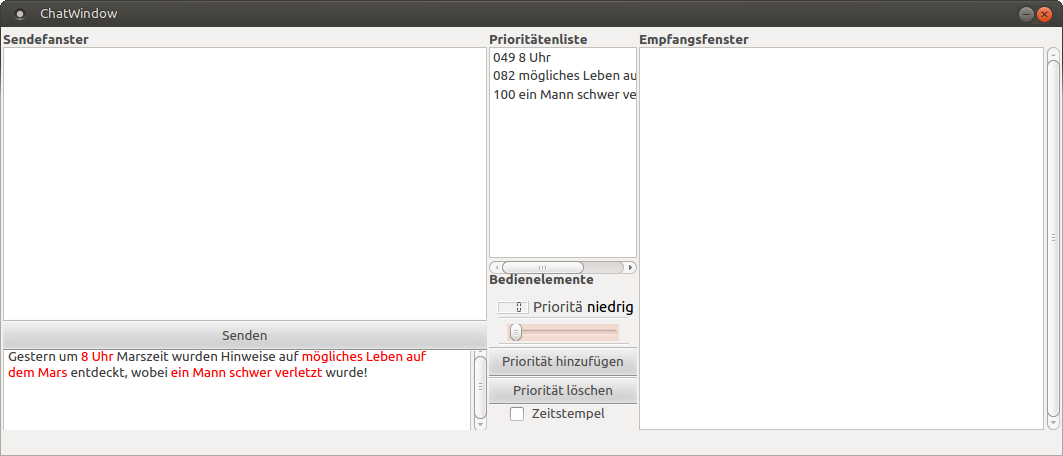 ChatWindow
Sendefanster
Prioritätenliste
Empfangsfenster
049 8 Uhr
082 mögliches Leben au
100 ein Mann schwer ve
Bedienelemente
0 Prioritä niedrig
Senden
Gestern um 8 Uhr Marszeit wurden Hinweise auf mögliches Leben auf
dem Mars entdeckt, wobei ein Mann schwer verletzt wurde!
Priorität hinzufügen
Priorität löschen
Zeitstempel